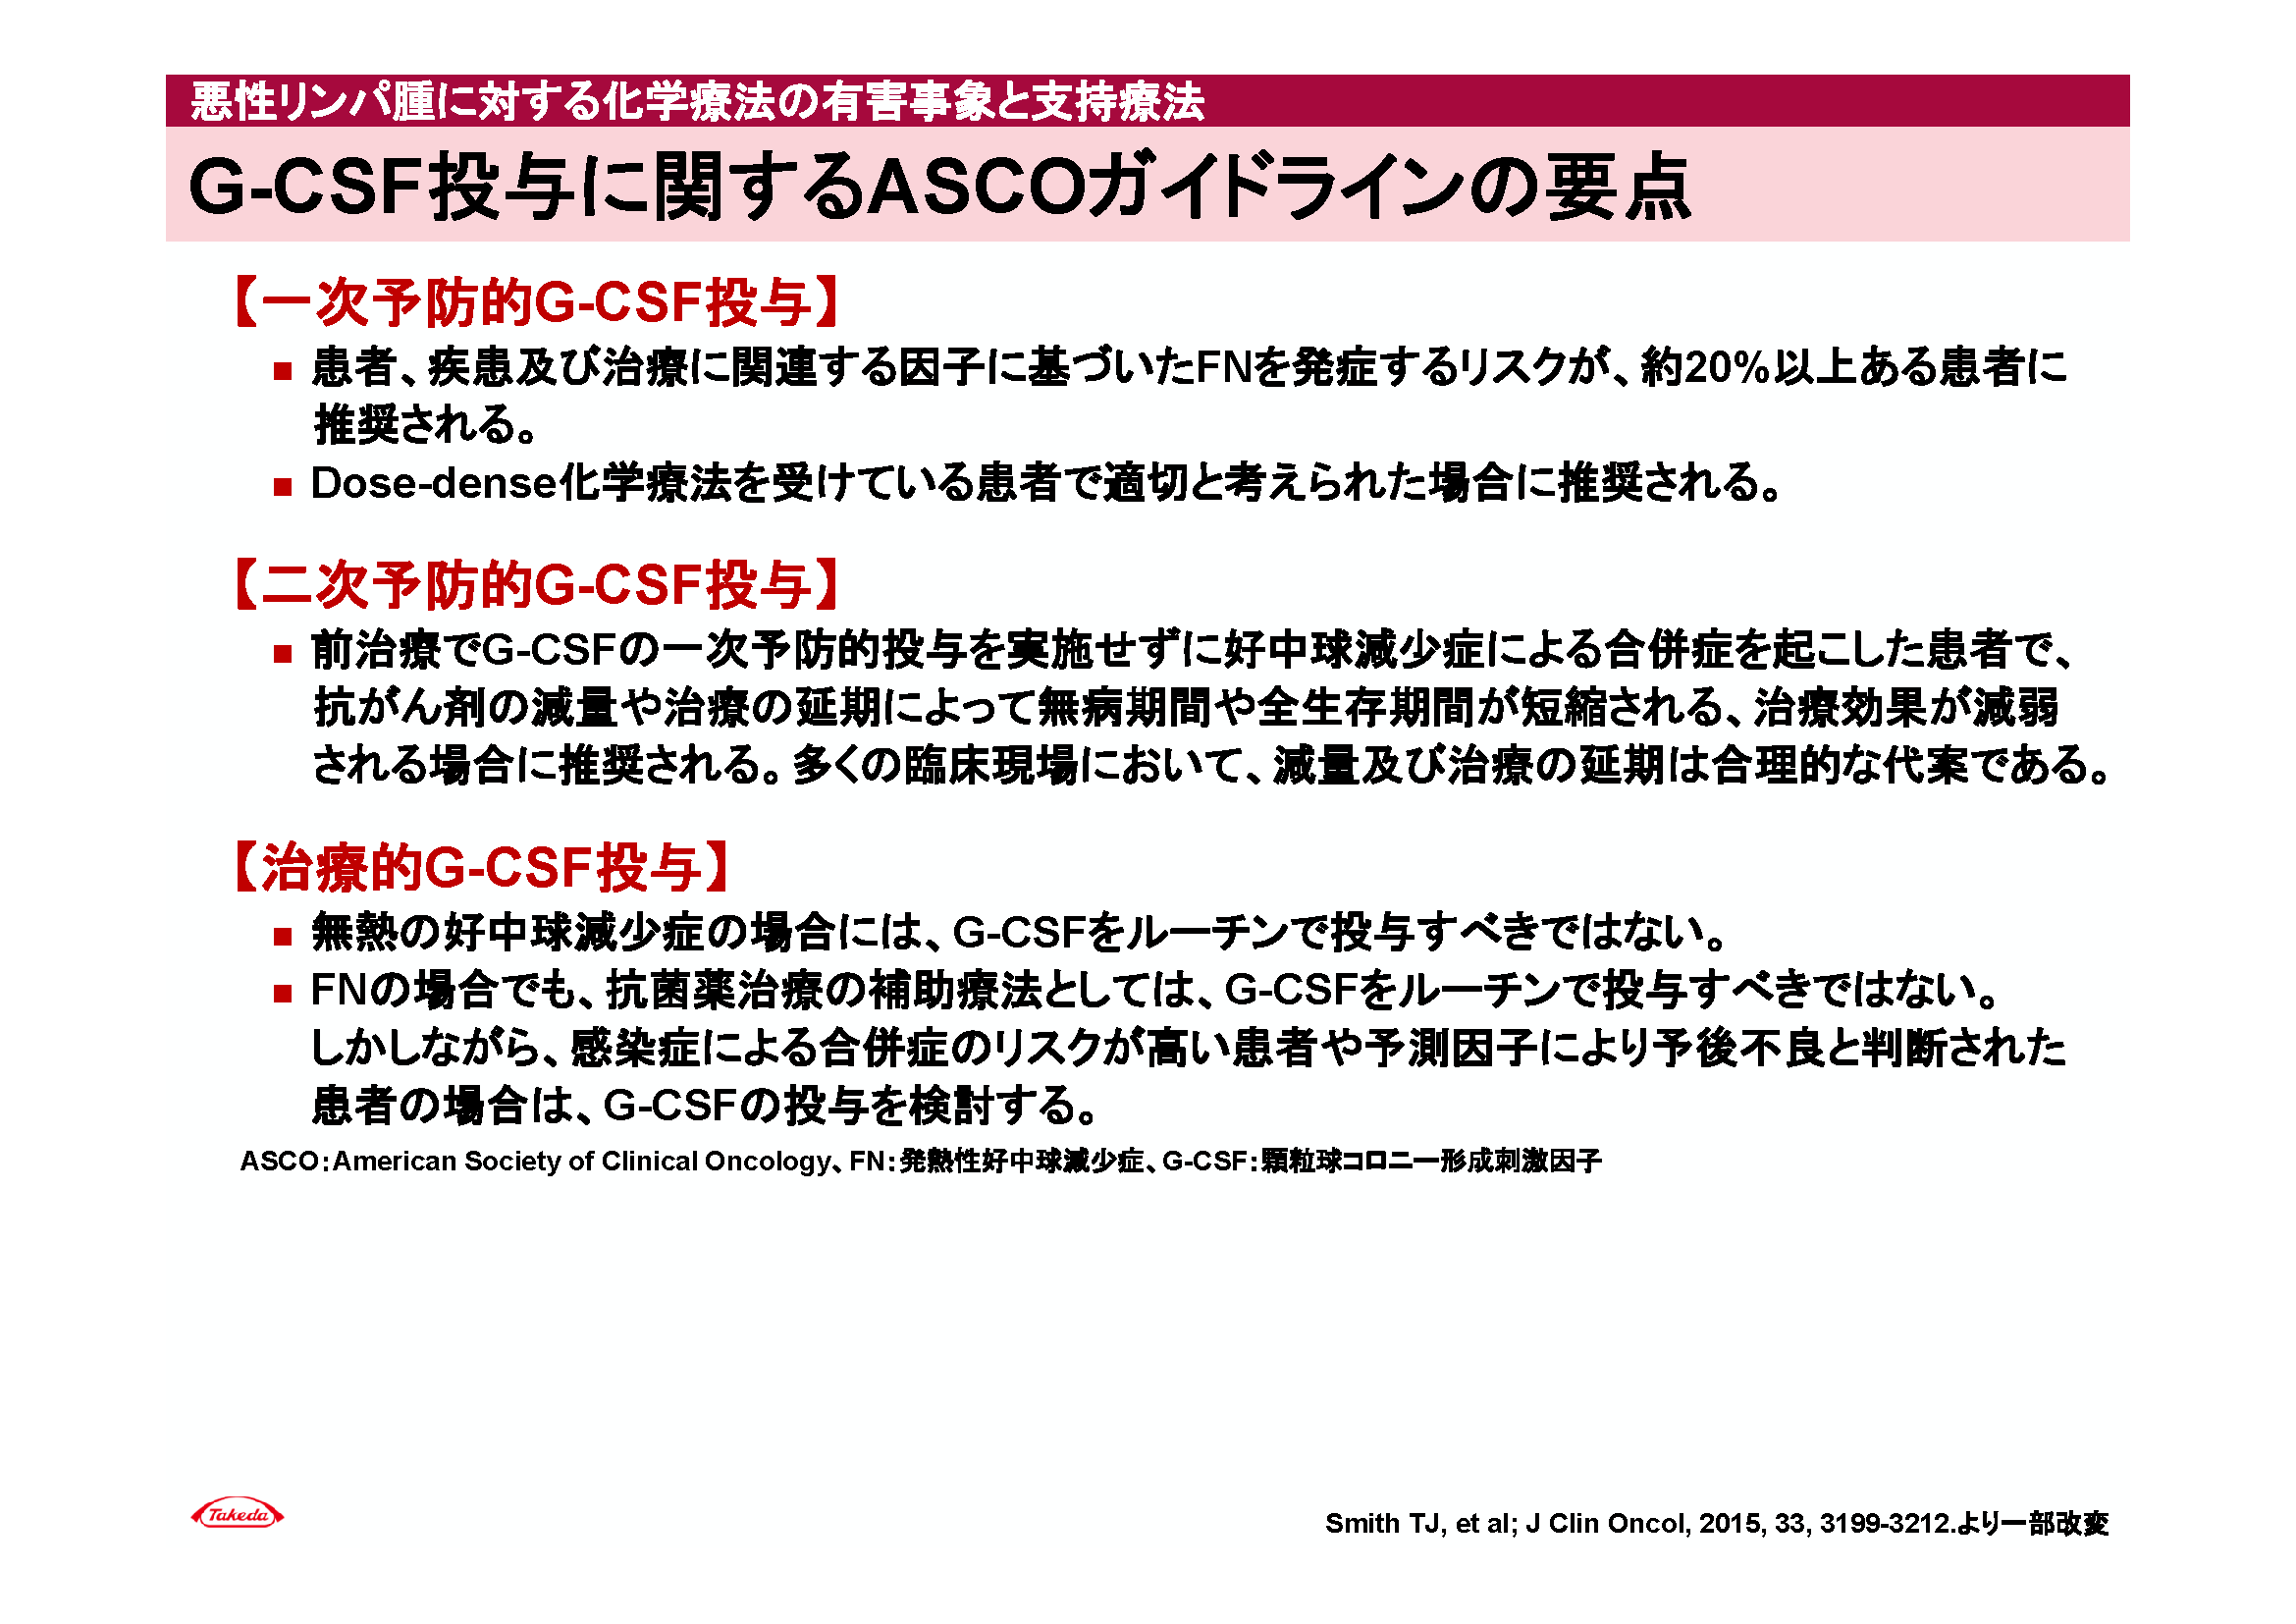 悪性リンパ腫に対する化学療法の有害事象と支持療法
G-CSF投与に関するASCOガイドラインの要点
【一次予防的G-CSF投与】
■ 患者、疾患及び治療に関連する因子に基づいたFNを発症するリスクが、約20%以上ある患者に
推奨される。
■ Dose-dense化学療法を受けている患者で適切と考えられた場合に推奨される。
【二次予防的G-CSF投与】
■ 前治療でG-CSFの一次予防的投与を実施せずに好中球減少症による合併症を起こした患者で、
抗がん剤の減量や治療の延期によって無病期間や全生存期間が短縮される、治療効果が減弱
される場合に推奨される。多くの臨床現場において、減量及び治療の延期は合理的な代案である。
【治療的G-CSF投与】
■ 無熱の好中球減少症の場合には、G-CSFをルーチンで投与すべきではない。
■ FNの場合でも、抗菌薬治療の補助療法としては、G-CSFをルーチンで投与すべきではない。
しかしながら、感染症による合併症のリスクが高い患者や予測因子により予後不良と判断された
患者の場合は、G-CSFの投与を検討する。
ASCO：American Society of Clinical Oncology、FN：発熱性好中球減少症、G-CSF：顆粒球コロニー形成刺激因子
Takeda
Smith TJ, et al; J Clin Oncol, 2015, 33, 3199-3212.より一部改変